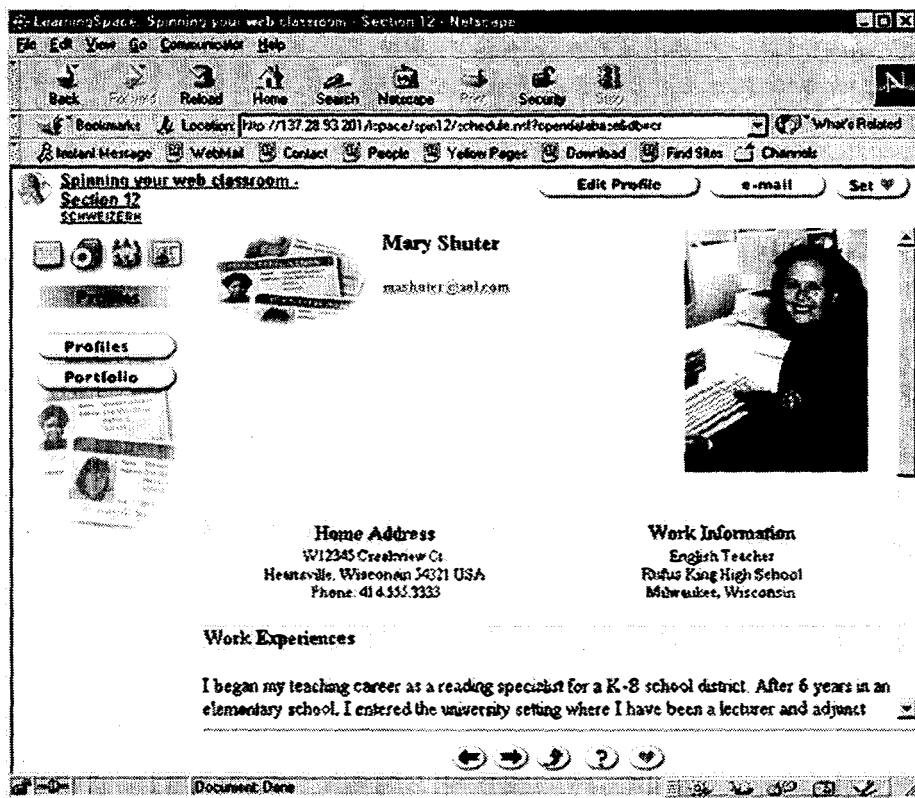 LearningSpace: Spinning your web classroom - Section 12 - Netscape
File Edit View Go Communicator Help
Back Forward Reload Home Search Netscape Print Security Stop
Bookmarks Location: http://137.28.93.201/lspace/spin12/schedule.nsf?opendatabase&db=cr What's Related
Instant Message WebMail Contact People Yellow Pages Download Find Sites Channels
Spinning your web classroom -
Section 12
SCHWEIZERH
Edit Profile e-mail Set
Mary Shuter
mashuter@aol.com
Profiles
Profiles
Portfolio
Home Address
W12345 Creekview Ct.
Wisconsin 54321 USA
Phone: 414.555.3333
Work Information
English Teacher
Rufus King High School
Milwaukee, Wisconsin
Work Experiences
I began my teaching career as a reading specialist for a K-8 school district. After 6 years in an
elementary school, I entered the university setting where I have been a lecturer and adjunct
Document: Done